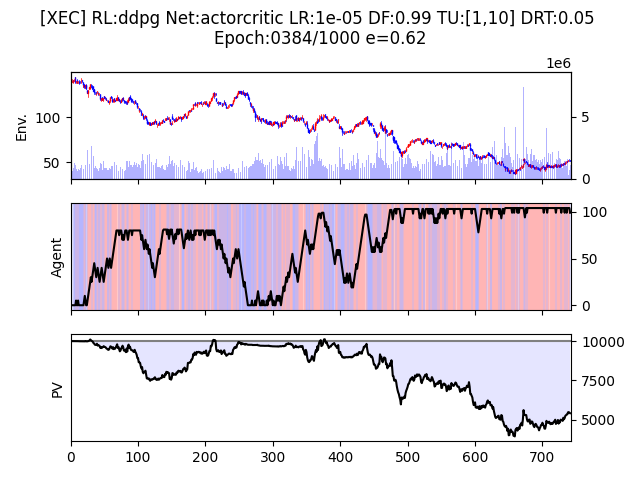 [XEC] RL:ddpg Net:actorcritic LR:1e-05 DF:0.99 TU:[1,10] DRT:0.05
Epoch:0384/1000 e=0.62
1e6
Env.
100
50
5
0
Agent
100
50
0
PV
10000
7500
5000
0 100 200 300 400 500 600 700